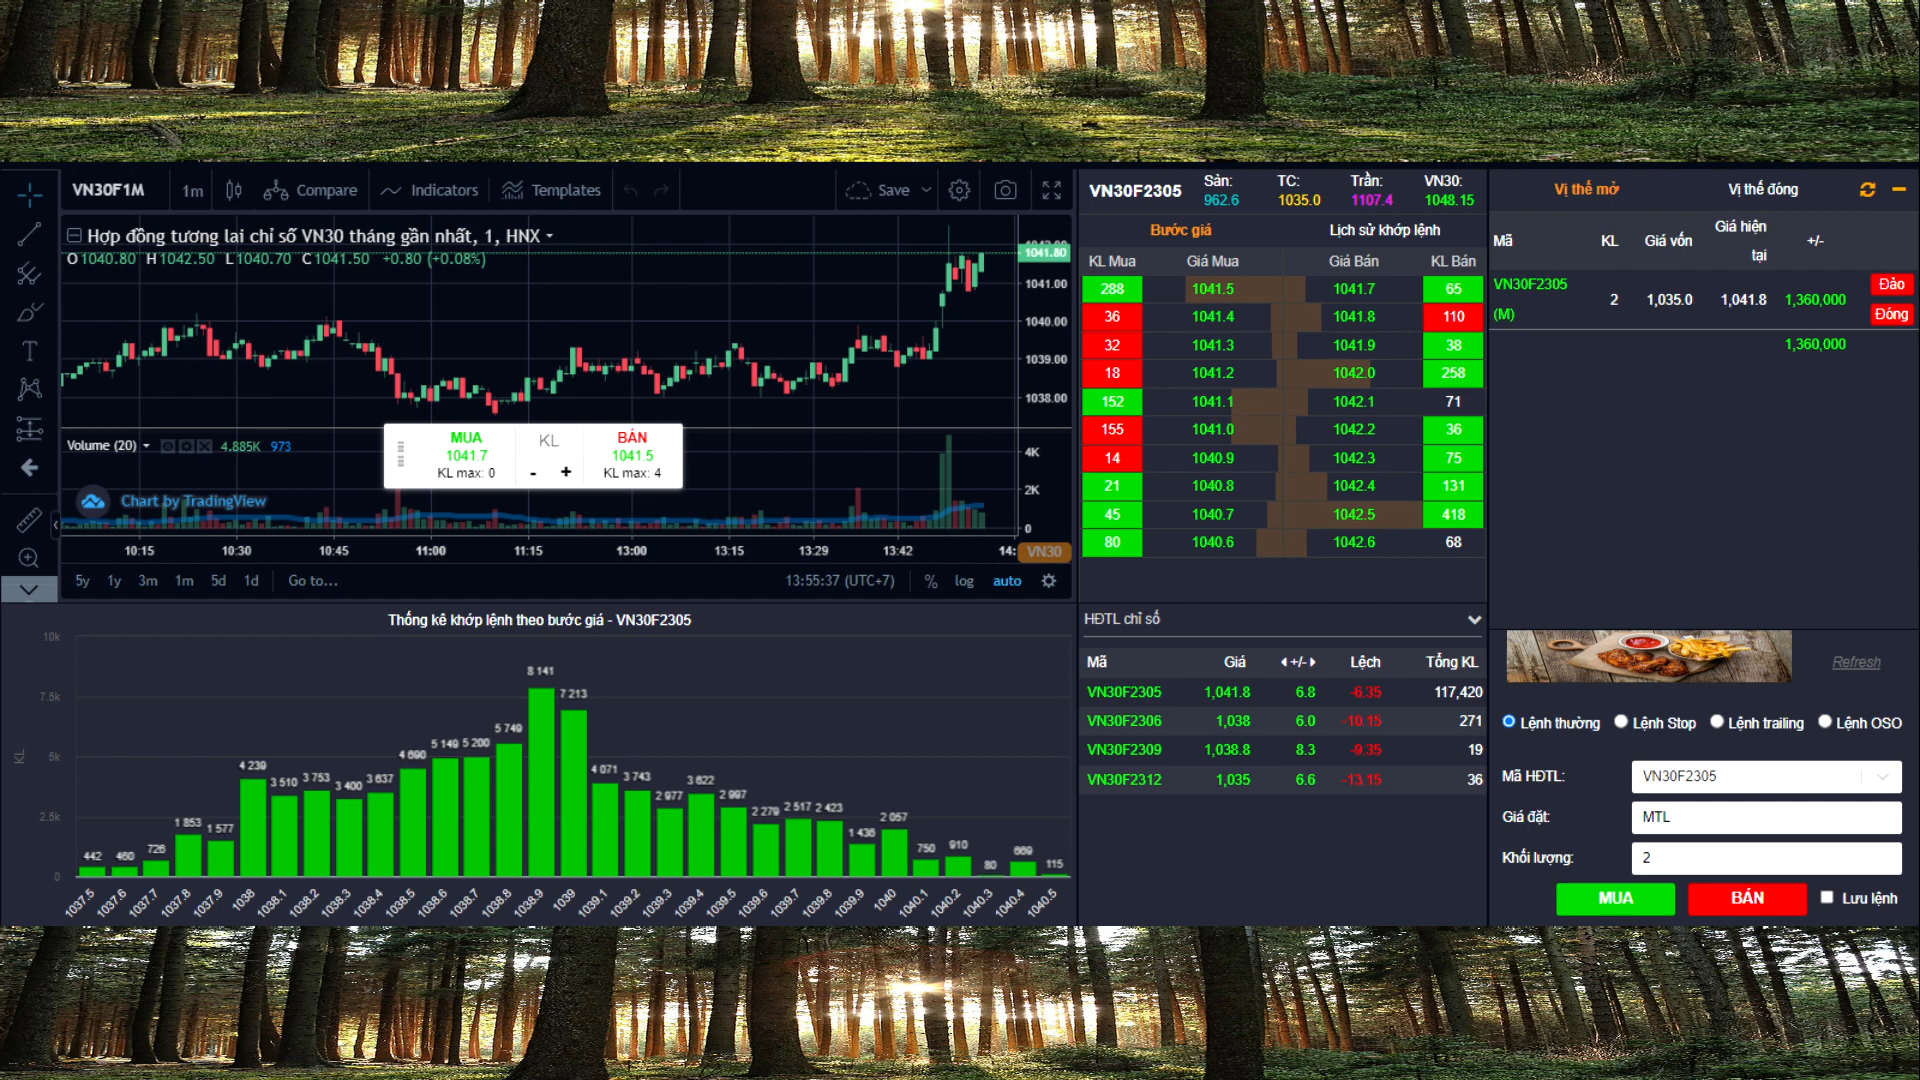 VN30F1M 1m Compare Indicators Templates Save
Hợp đồng tương lai chỉ số VN30 tháng gần nhất, 1, HNX
O1040.80 H1042.50 L1040.70 C1041.50 +0.80 (+0.08%)
1041.80
1041.00
1040.00
1039.00
1038.00
Volume (20) 4.885K 973
4K
2K
0
MUA KL BÁN
1041.7 1041.5
KL max: 0 - + KL max: 4
Chart by TradingView
10:15 10:30 10:45 11:00 11:15 13:00 13:15 13:29 13:42 14: VN30
5y 1y 3m 1m 5d 1d Go to... 13:55:37 (UTC+7) % log auto
VN30F2305 Sàn: TC: Trần: VN30:
962.6 1035.0 1107.4 1048.15
Bước giá Lịch sử khớp lệnh
KL Mua Giá Mua Giá Bán KL Bán
288 1041.5 1041.7 65
36 1041.4 1041.8 110
32 1041.3 1041.9 38
18 1041.2 1042.0 258
152 1041.1 1042.1 71
155 1041.0 1042.2 36
14 1040.9 1042.3 75
21 1040.8 1042.4 131
45 1040.7 1042.5 418
80 1040.6 1042.6 68
Vị thế mở Vị thế đóng
Mã KL Giá vốn Giá hiện tại +/-
VN30F2305 (M) 2 1,035.0 1,041.8 1,360,000 Đảo
Đóng
1,360,000
Thống kê khớp lệnh theo bước giá - VN30F2305
10k
7.5k
5k
2.5k
0
KL
442 460 726 1 853 1 577 4 239 3 510 3 753 3 400 3 637 4 690 5 149 5 200 5 749 8 141 7 213 4 071 3 743 2 977 3 622 2 997 2 279 2 517 2 423 1 436 2 057 750 910 80 669 115
1037.5 1037.6 1037.7 1037.8 1037.9 1038 1038.1 1038.2 1038.3 1038.4 1038.5 1038.6 1038.7 1038.8 1038.9 1039 1039.1 1039.2 1039.3 1039.4 1039.5 1039.6 1039.7 1039.8 1039.9 1040 1040.1 1040.2 1040.3 1040.4 1040.5
HĐTL chỉ số
Mã Giá +/- Lệch Tổng KL
VN30F2305 1,041.8 6.8 -6.35 117,420
VN30F2306 1,038 6.0 -10.15 271
VN30F2309 1,038.8 8.3 -9.35 19
VN30F2312 1,035 6.6 -13.15 36
Refresh
Lệnh thường Lệnh Stop Lệnh trailing Lệnh OSO
Mã HĐTL: VN30F2305
Giá đặt: MTL
Khối lượng: 2
MUA BÁN Lưu lệnh